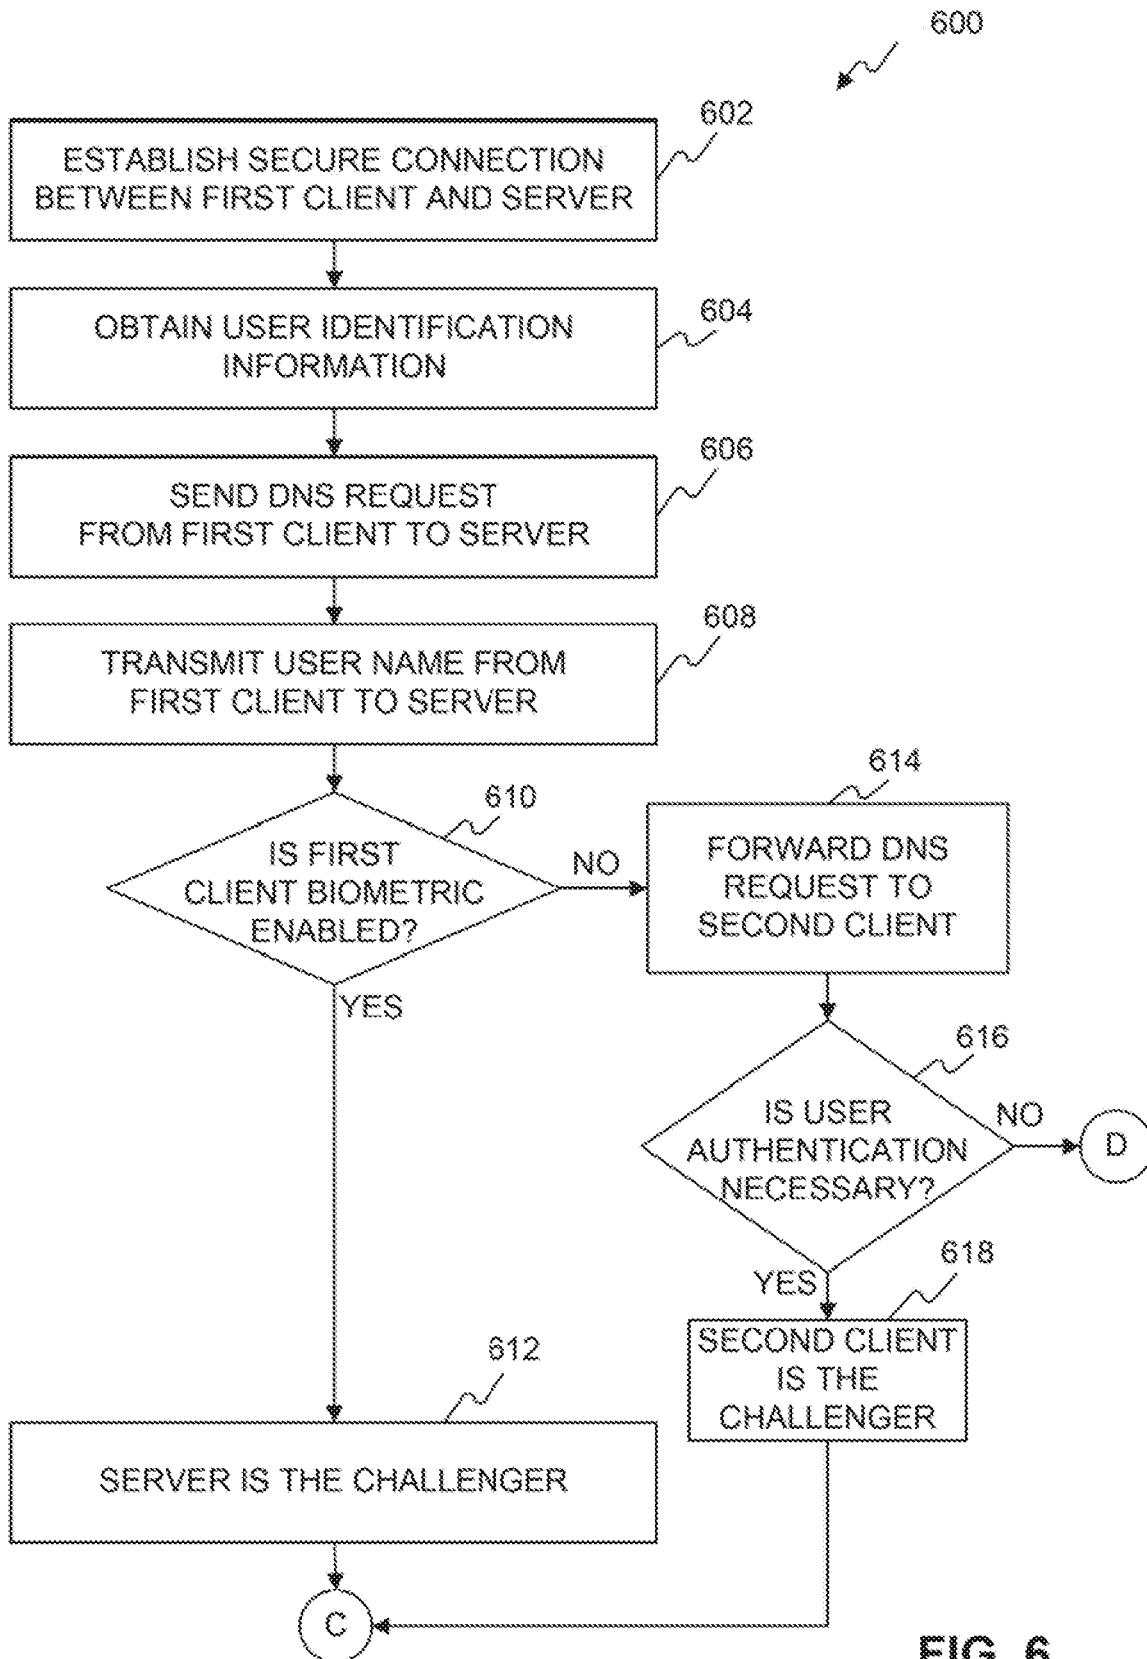 600
602
ESTABLISH SECURE CONNECTION
BETWEEN FIRST CLIENT AND SERVER
604
OBTAIN USER IDENTIFICATION
INFORMATION
606
SEND DNS REQUEST
FROM FIRST CLIENT TO SERVER
608
TRANSMIT USER NAME FROM
FIRST CLIENT TO SERVER
610
IS FIRST
CLIENT BIOMETRIC
ENABLED?
NO
YES
614
FORWARD DNS
REQUEST TO
SECOND CLIENT
616
IS USER
AUTHENTICATION
NECESSARY?
NO
D
YES
618
SECOND CLIENT
IS THE
CHALLENGER
612
SERVER IS THE CHALLENGER
C
FIG. 6